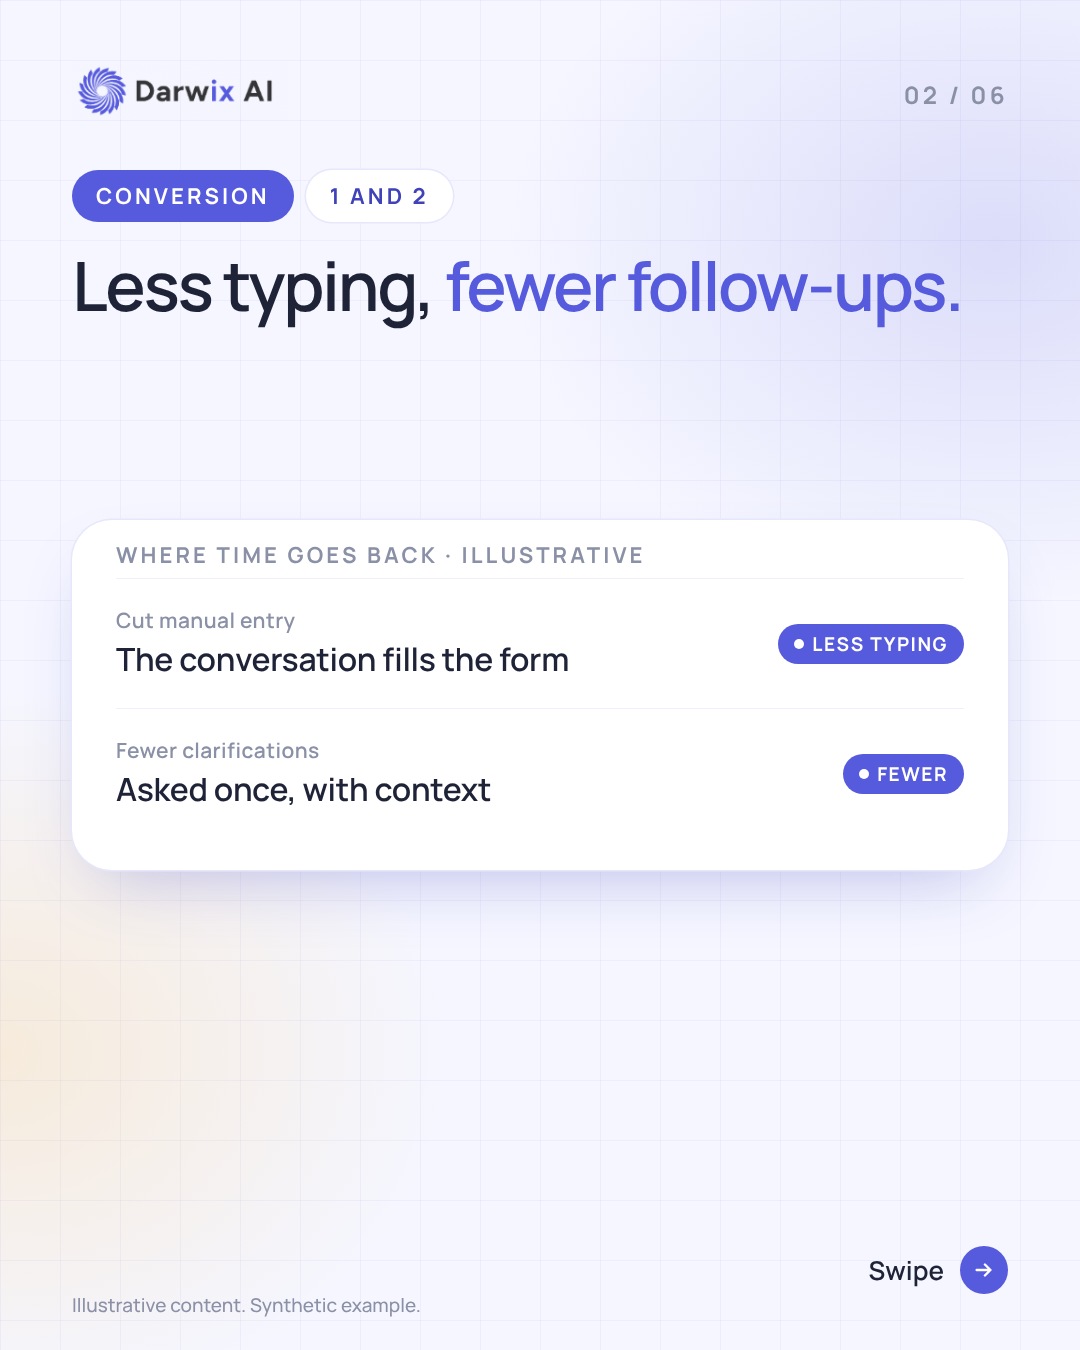 Darwix AI
02 / 06
CONVERSION
1 AND 2
Less typing, fewer follow-ups.
WHERE TIME GOES BACK · ILLUSTRATIVE
Cut manual entry
The conversation fills the form
LESS TYPING
Fewer clarifications
Asked once, with context
FEWER
Swipe
Illustrative content. Synthetic example.